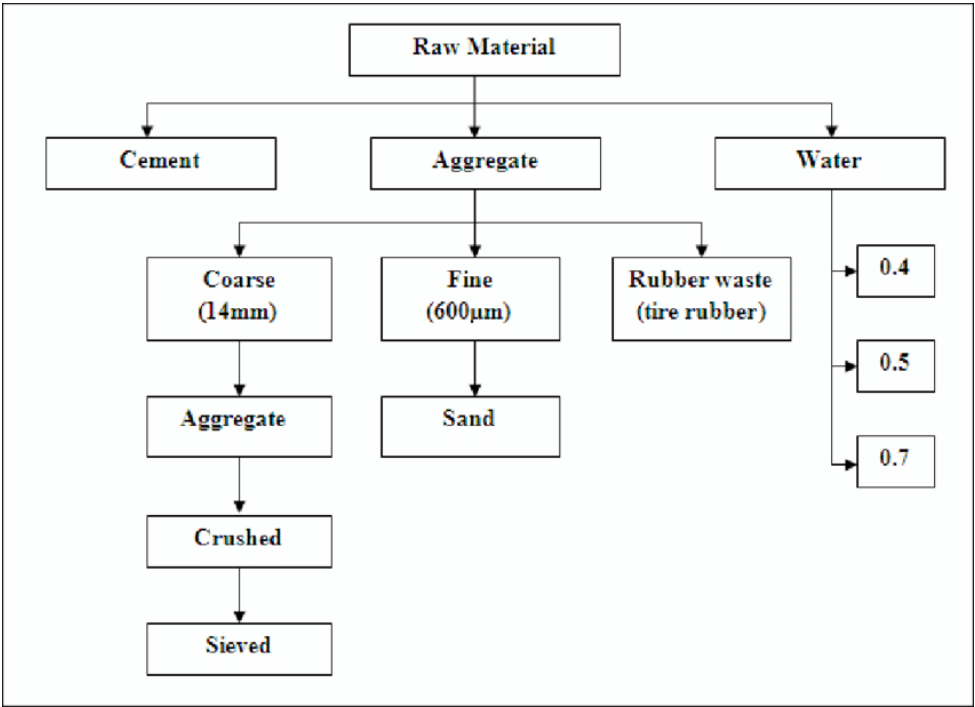 Raw Material
Cement
Aggregate
Water
Coarse
(14mm)
Fine
(600μm)
Rubber waste
(tire rubber)
0.4
0.5
0.7
Aggregate
Sand
Crushed
Sieved